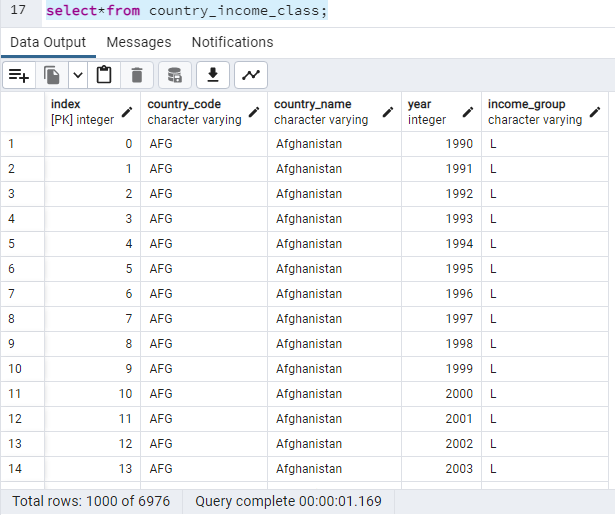 17 select*from country_income_class;
Data Output Messages Notifications
index country_code country_name year income_group
[PK] integer character varying character varying integer character varying
1 0 AFG Afghanistan 1990 L
2 1 AFG Afghanistan 1991 L
3 2 AFG Afghanistan 1992 L
4 3 AFG Afghanistan 1993 L
5 4 AFG Afghanistan 1994 L
6 5 AFG Afghanistan 1995 L
7 6 AFG Afghanistan 1996 L
8 7 AFG Afghanistan 1997 L
9 8 AFG Afghanistan 1998 L
10 9 AFG Afghanistan 1999 L
11 10 AFG Afghanistan 2000 L
12 11 AFG Afghanistan 2001 L
13 12 AFG Afghanistan 2002 L
14 13 AFG Afghanistan 2003 L
Total rows: 1000 of 6976 Query complete 00:00:01.169